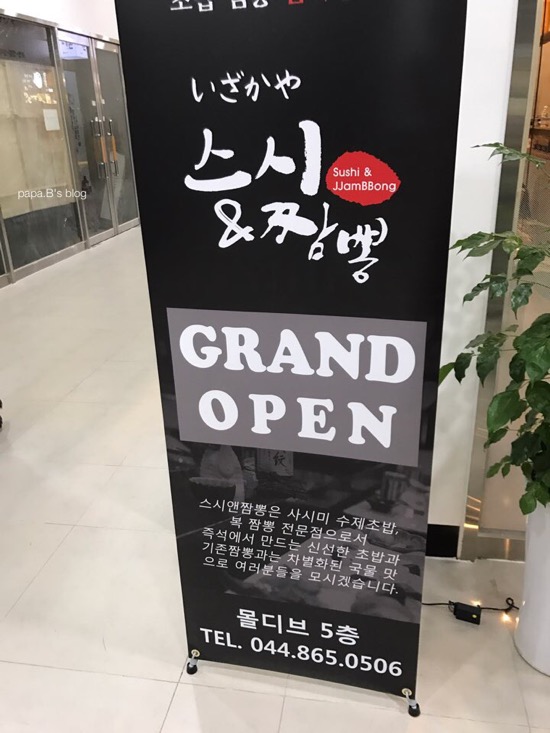 초밥 짬뽕
いざかや
스시
Sushi &
JJamBBong
&짬뽕
papa.B's blog
GRAND
OPEN
스시앤짬뽕은 사시미 수제초밥,
복 짬뽕 전문점으로서
즉석에서 만드는 신선한 초밥과
기존짬뽕과는 차별화된 국물 맛
으로 여러분들을 모시겠습니다.
몰디브 5층
TEL. 044.865.0506